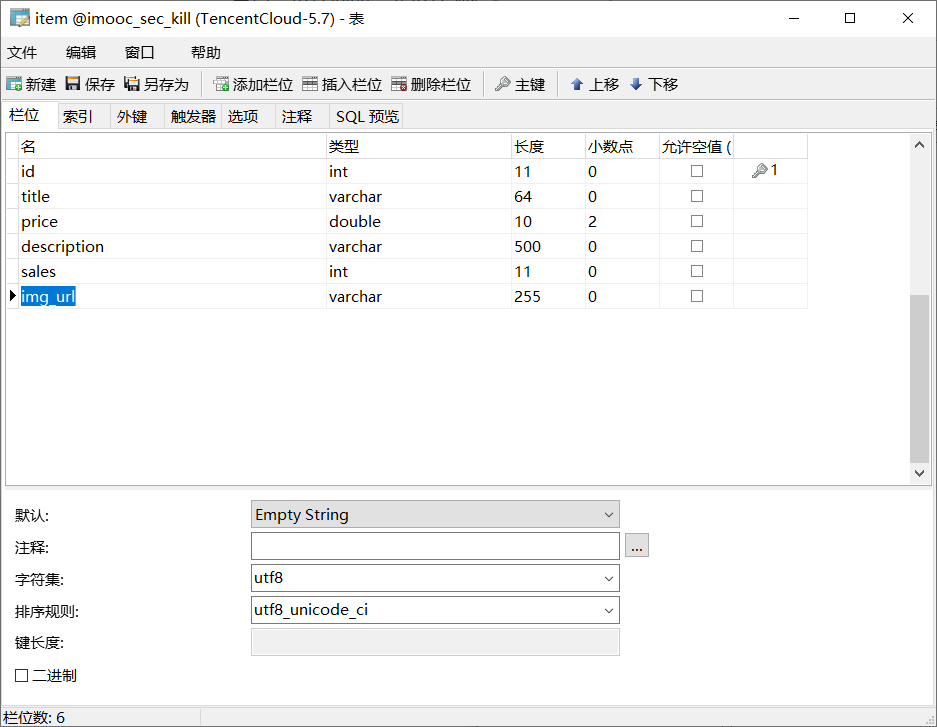 item @imooc_sec_kill (TencentCloud-5.7) - 表
文件 编辑 窗口 帮助
新建 保存 另存为 添加栏位 插入栏位 删除栏位 主键 上移 下移
栏位 索引 外键 触发器 选项 注释 SQL 预览
名 类型 长度 小数点 允许空值 (
id int 11 0 1
title varchar 64 0
price double 10 2
description varchar 500 0
sales int 11 0
img_url varchar 255 0
默认: Empty String
注释: ...
字符集: utf8
排序规则: utf8_unicode_ci
键长度:
二进制
栏位数: 6